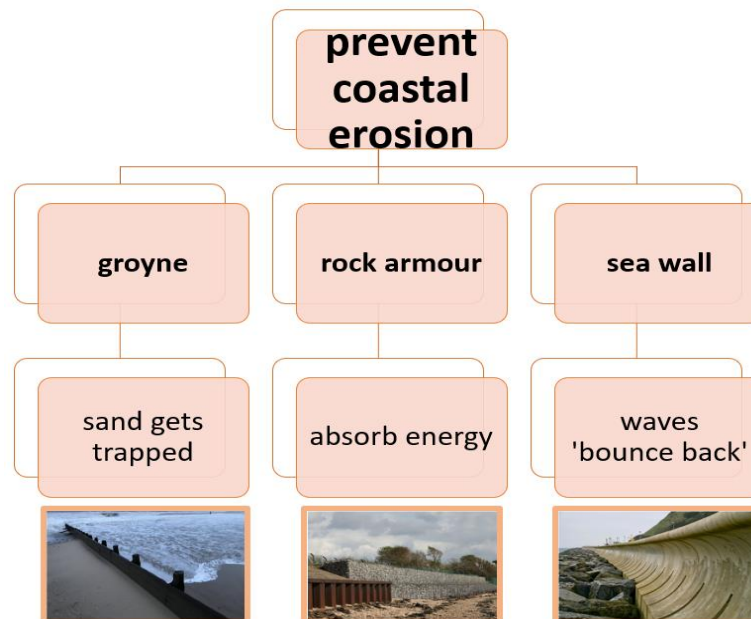 prevent
coastal
erosion
groyne
rock armour
sea wall
sand gets
trapped
absorb energy
waves
'bounce back'